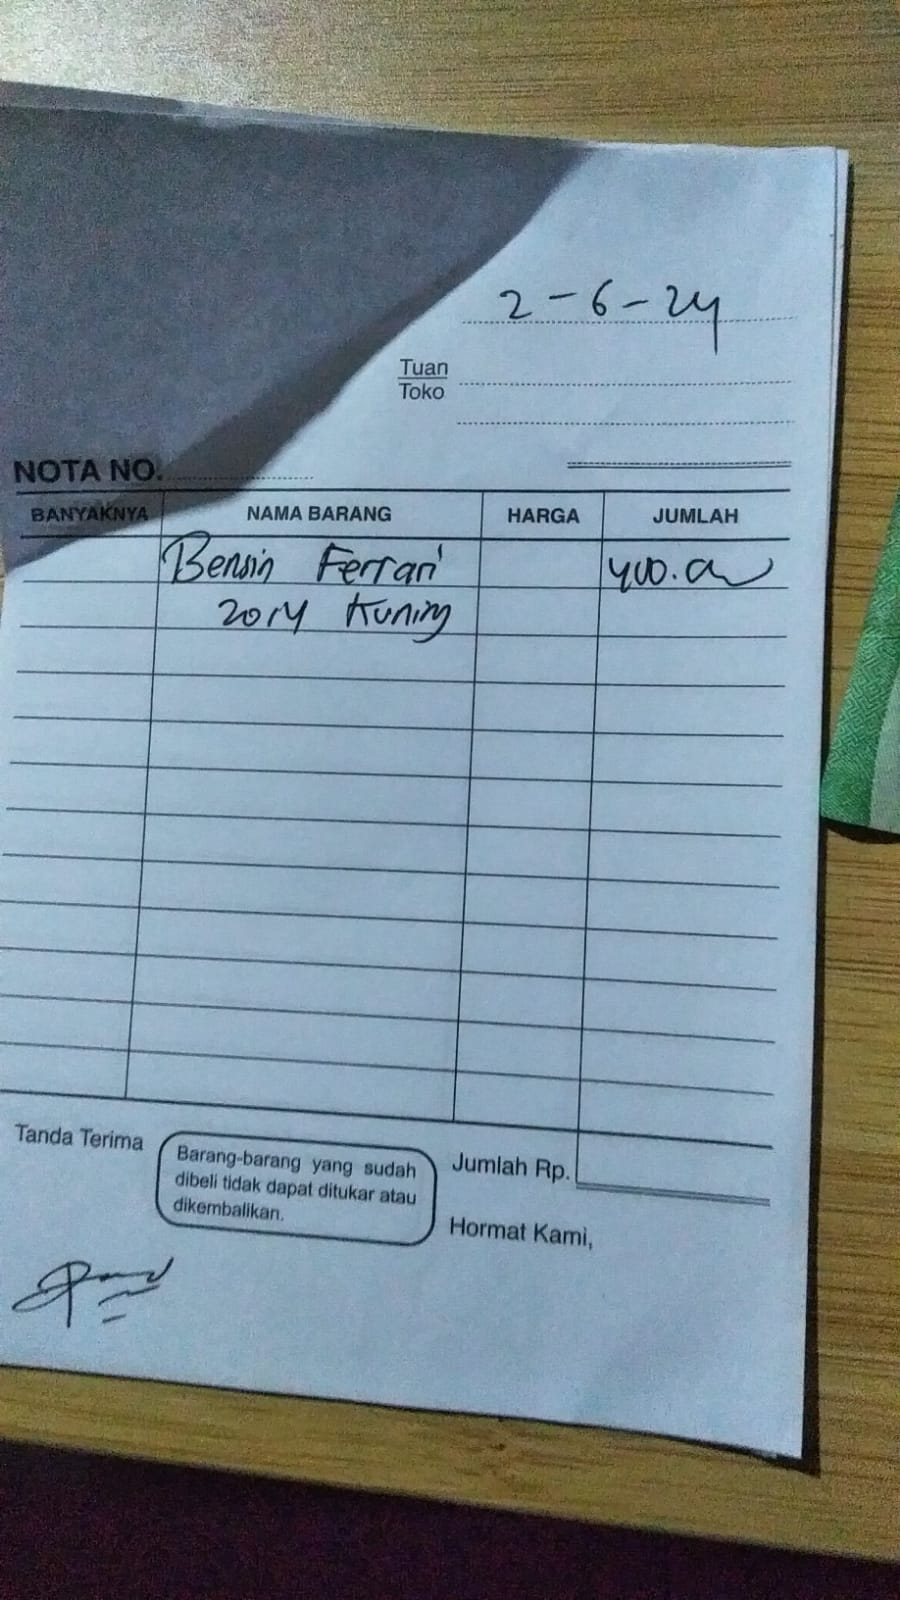 2-6-24
Tuan
Toko
NOTA NO.
BANYAKNYA NAMA BARANG HARGA JUMLAH
Bensin Ferrari 400.
2014 Kuning
Tanda Terima
Barang-barang yang sudah
dibeli tidak dapat ditukar atau
dikembalikan.
Jumlah Rp.
Hormat Kami,